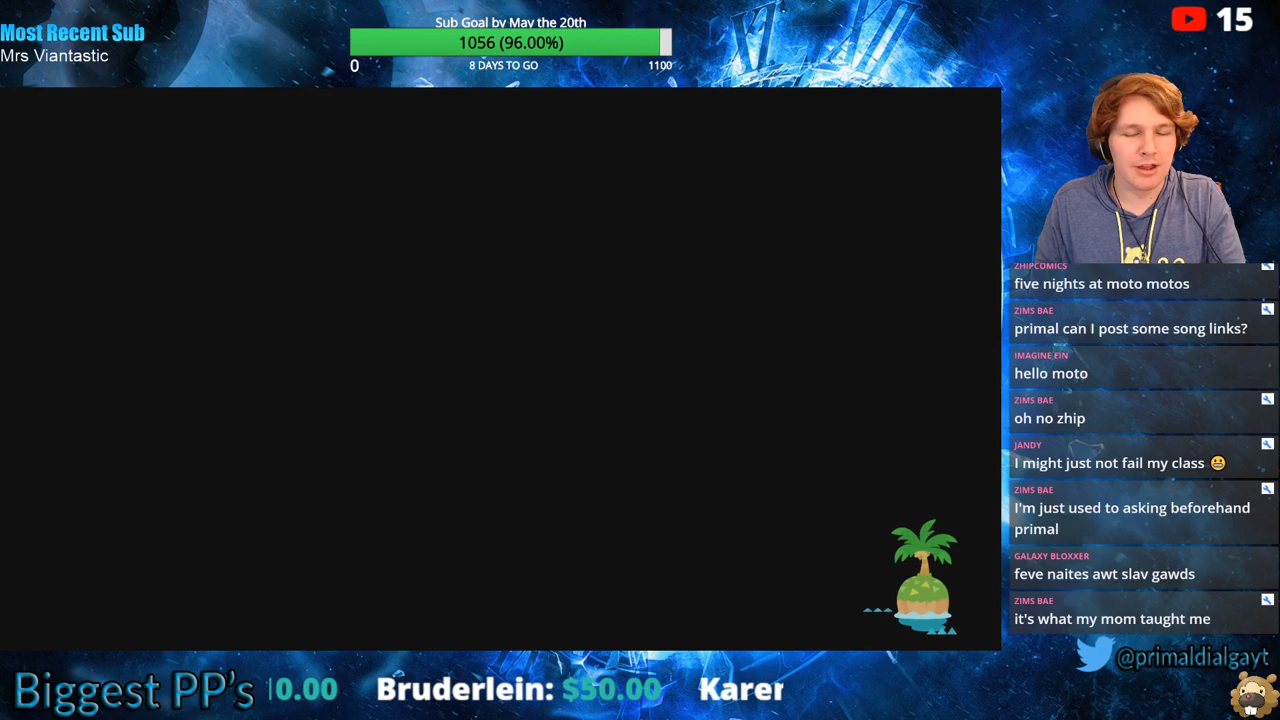 Most Recent Sub
Mrs Viantastic
Sub Goal by May the 20th
1056 (96.00%)
0
8 DAYS TO GO
1100
15
ZHIPCOMICS
five nights at moto motos
ZIMS BAE
primal can I post some song links?
IMAGINE EIN
hello moto
ZIMS BAE
oh no zhip
JANDY
I might just not fail my class 😬
ZIMS BAE
I'm just used to asking beforehand
primal
GALAXY BLOXXER
feve naites awt slav gawds
ZIMS BAE
it's what my mom taught me
@primaldialgayt
Biggest PP's 0.00 Bruderlein: $50.00 Karer